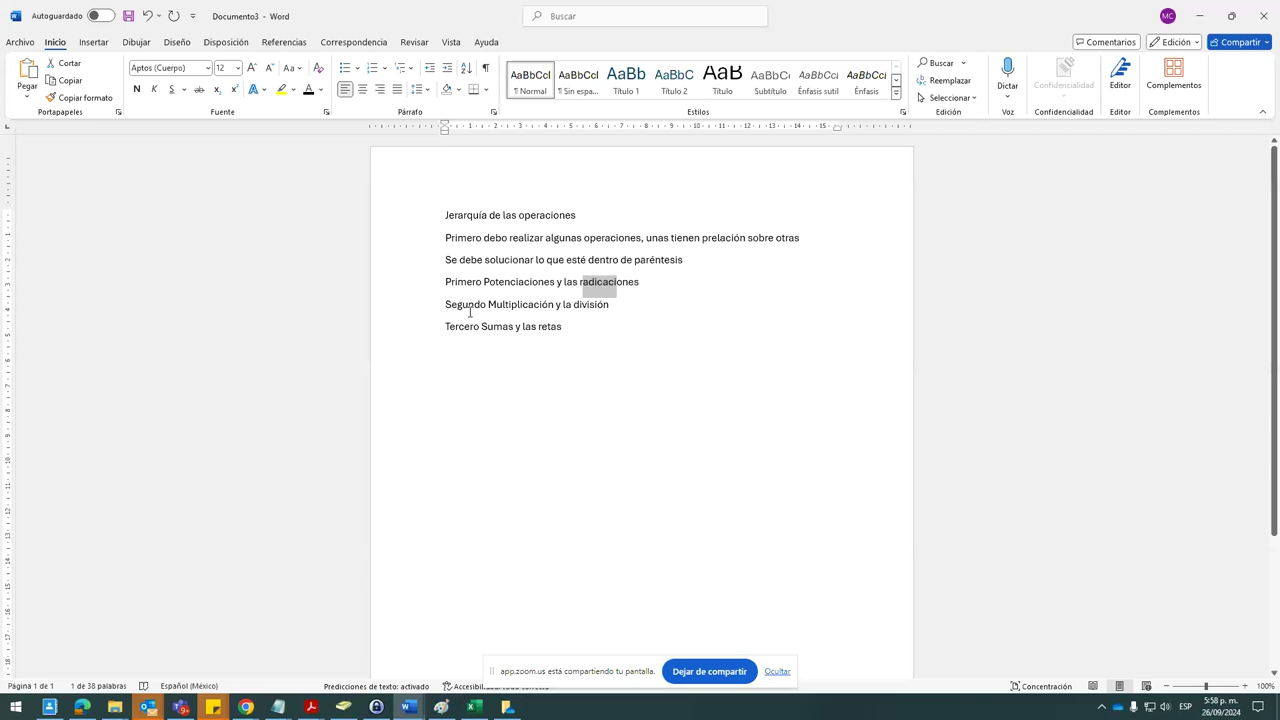 Autoguardado
Documento3 - Word
Buscar
MC
Archivo Inicio Insertar Dibujar Diseño Disposición Referencias Correspondencia Revisar Vista Ayuda
Comentarios Edición Compartir
Pegar
Cortar
Copiar
Copiar formato
Portapapeles
Aptos (Cuerpo) 12
Fuente
Párrafo
AaBbCcI AaBbCcI AaBb AaBbC AaB AaBbCcI AaBbCcI AaBbCcI
¶ Normal ¶ Sin espa... Título 1 Título 2 Título Subtítulo Énfasis sutil Énfasis
Estilos
Buscar
Reemplazar
Seleccionar
Edición
Dictar
Voz
Confidencialidad
Confidencialidad
Editor
Editor
Complementos
Complementos
Jerarquía de las operaciones
Primero debo realizar algunas operaciones, unas tienen prelación sobre otras
Se debe solucionar lo que esté dentro de paréntesis
Primero Potenciaciones y las radicaciones
Segundo Multiplicación y la división
Tercero Sumas y las retas
app.zoom.us está compartiendo tu pantalla. Dejar de compartir Ocultar
Página 1 de 1 1 de 38 palabras Español (México) Predicciones de texto: activado Concentración 100%
ESP
5:58 p. m.
26/09/2024